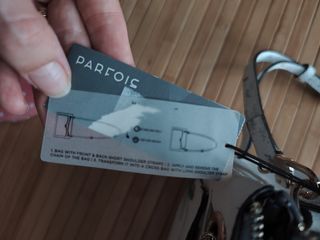 PARFOIS
1. BAG WITH FRONT & BACK SHORT SHOULDER STRAPS | 2. APPLY AND REMOVE THE
CHAIN OF THE BAG | 3. TRANSFORM IT INTO A CROSS BAG WITH LONG SHOULDER STRAP